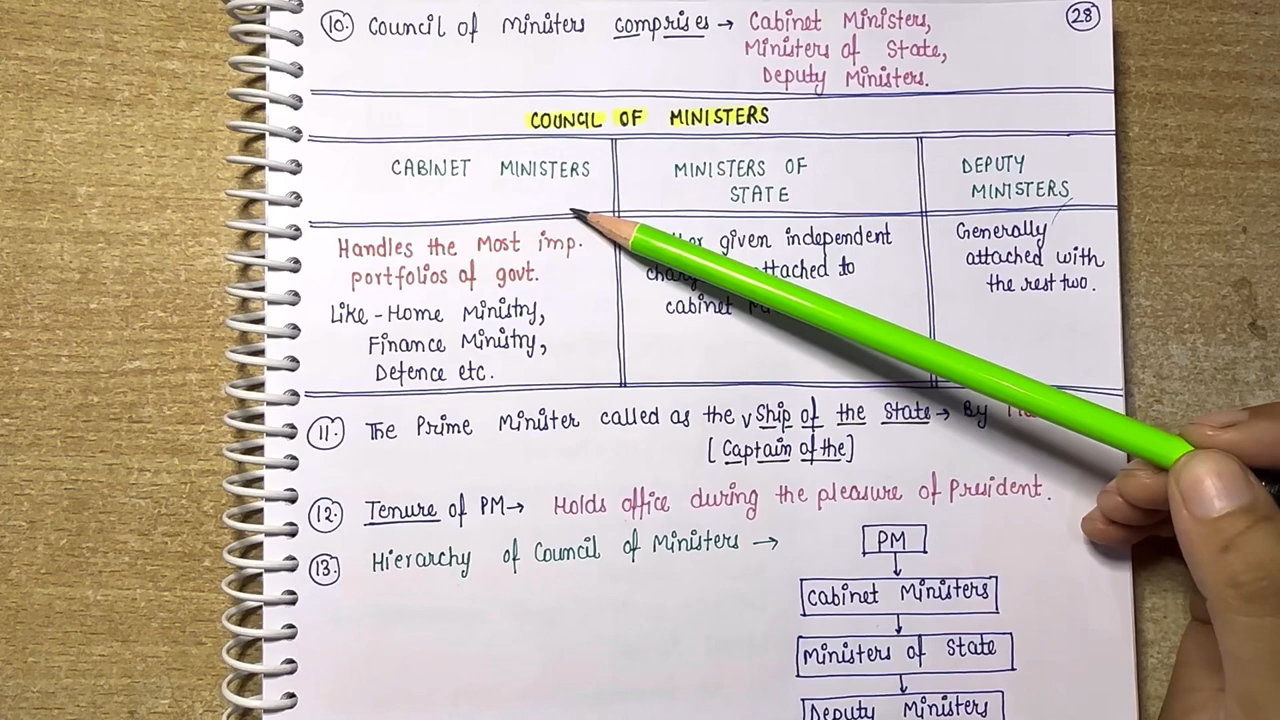 10. Council of Ministers comprises → Cabinet Ministers,
Ministers of State,
Deputy Ministers.
28
COUNCIL OF MINISTERS
CABINET MINISTERS
Handles the Most imp.
portfolios of govt.
Like - Home Ministry,
Finance Ministry,
Defence etc.
MINISTERS OF
STATE
given independent
attached to
cabinet
DEPUTY
MINISTERS
Generally
attached with
the rest two.
11. The Prime Minister called as the Ship of the State → By
[Captain of the]
12. Tenure of PM → Holds office during the pleasure of President.
13. Hierarchy of Council of Ministers →
PM
Cabinet Ministers
Ministers of State
Deputy Ministers